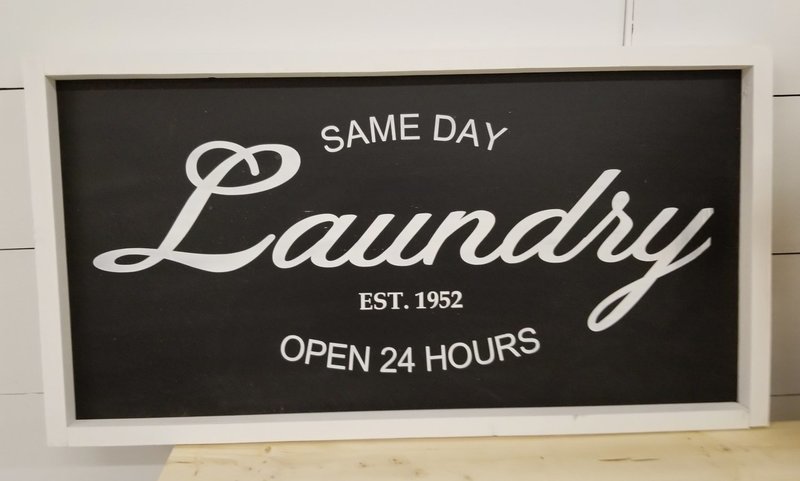 SAME DAY
Laundry
EST. 1952
OPEN 24 HOURS